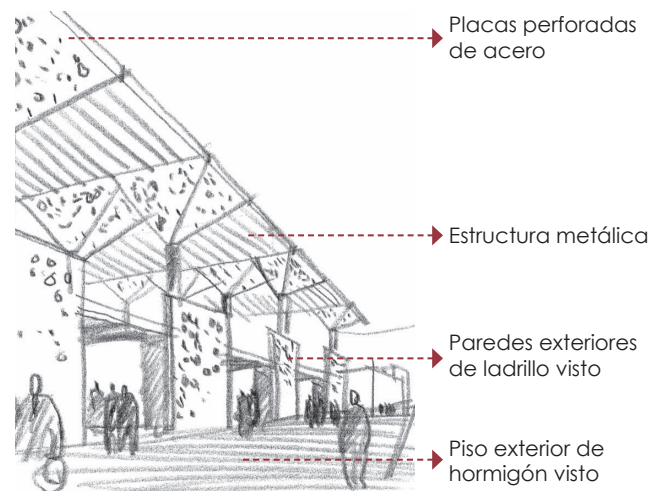 Placas perforadas
de acero
Estructura metálica
Paredes exteriores
de ladrillo visto
Piso exterior de
hormigón visto